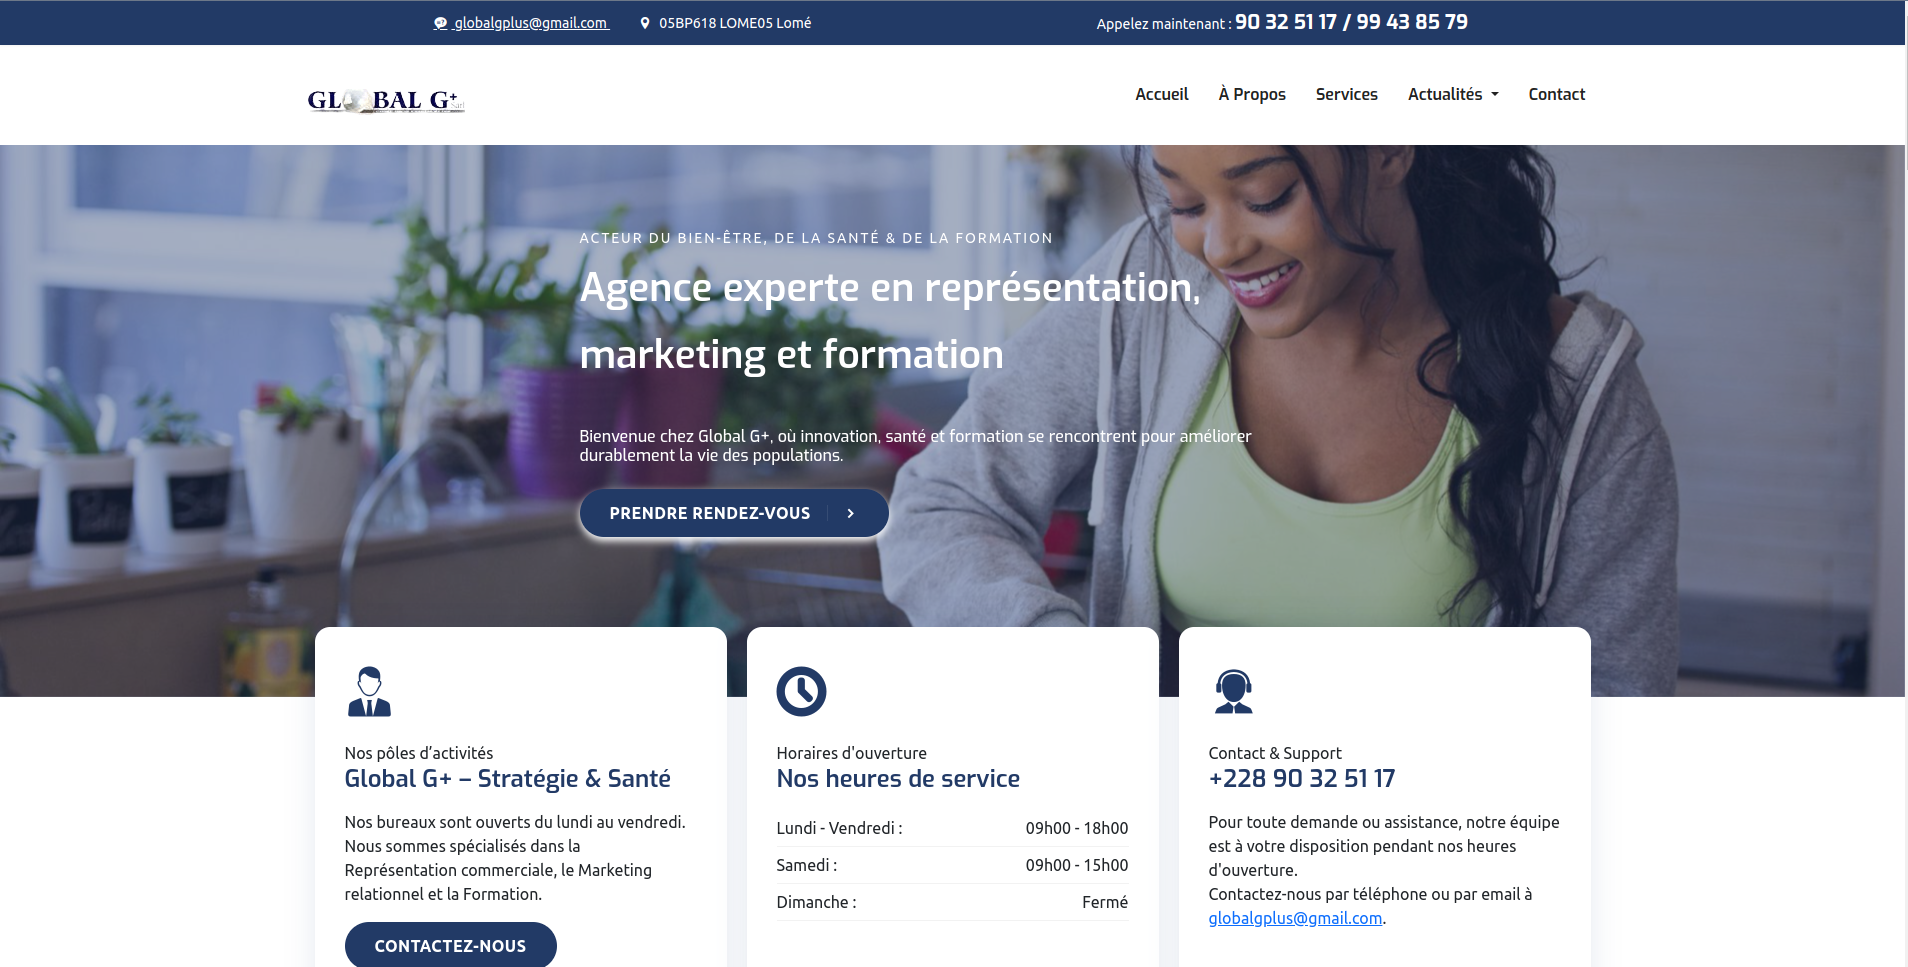 globalgplus@gmail.com
05BP618 LOME05 Lomé
Appelez maintenant : 90 32 51 17 / 99 43 85 79
GLOBAL G+ Sarl
Accueil
À Propos
Services
Actualités
Contact
ACTEUR DU BIEN-ÊTRE, DE LA SANTÉ & DE LA FORMATION
Agence experte en représentation,
marketing et formation
Bienvenue chez Global G+, où innovation, santé et formation se rencontrent pour améliorer
durablement la vie des populations.
PRENDRE RENDEZ-VOUS
Nos pôles d’activités
Global G+ – Stratégie & Santé
Nos bureaux sont ouverts du lundi au vendredi.
Nous sommes spécialisés dans la
Représentation commerciale, le Marketing
relationnel et la Formation.
CONTACTEZ-NOUS
Horaires d'ouverture
Nos heures de service
Lundi - Vendredi : 09h00 - 18h00
Samedi : 09h00 - 15h00
Dimanche : Fermé
Contact & Support
+228 90 32 51 17
Pour toute demande ou assistance, notre équipe
est à votre disposition pendant nos heures
d'ouverture.
Contactez-nous par téléphone ou par email à
globalgplus@gmail.com.